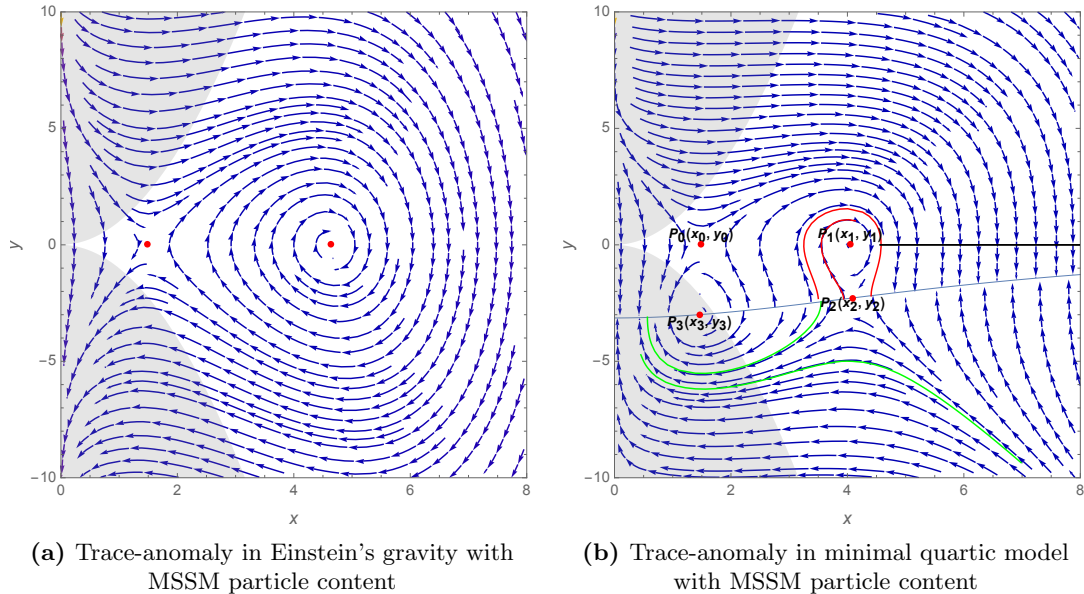 10
5
0
−5
−10
y
0
2
4
6
8
x
(a) Trace-anomaly in Einstein's gravity with
MSSM particle content
10
5
0
−5
−10
y
P0(x0, y0)
P1(x1, y1)
P2(x2, y2)
P3(x3, y3)
0
2
4
6
8
x
(b) Trace-anomaly in minimal quartic model
with MSSM particle content